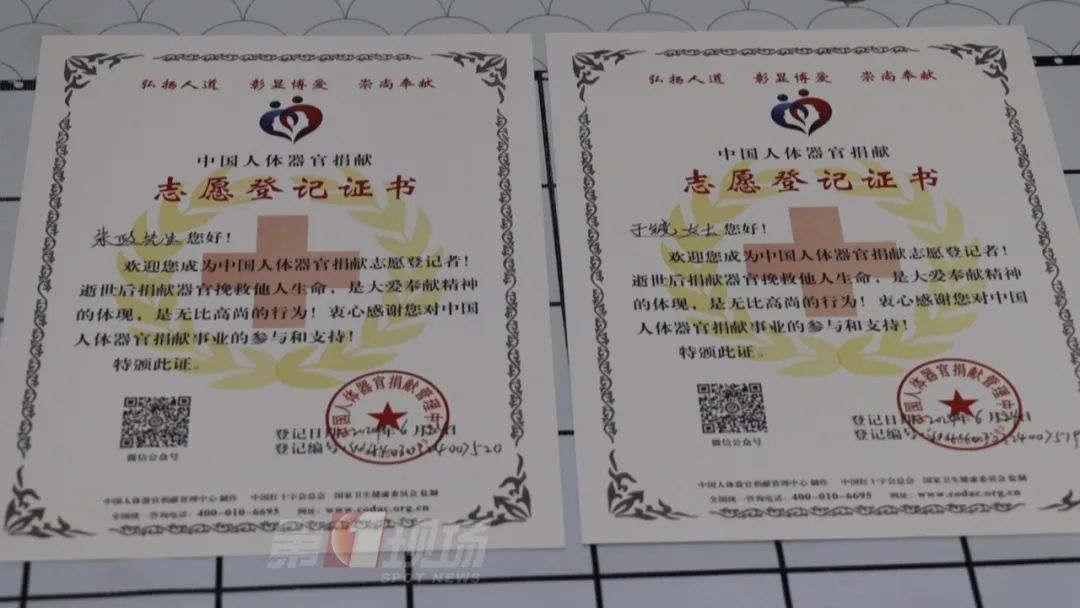 弘扬人道 彰显博爱 崇尚奉献
中国人体器官捐献
志愿登记证书
先生 您好！
欢迎您成为中国人体器官捐献志愿登记者！
逝世后捐献器官挽救他人生命，是大爱奉献精神
的体现，是无比高尚的行为！衷心感谢您对中国
人体器官捐献事业的参与和支持！
特颁此证。
微信公众号
登记日期
登记编号
中国人体器官捐献管理中心 制作 中国红十字会总会 国家卫生健康委员会 监制
全国统一咨询电话：400-010-6695 网址：www.codac.org.cn
弘扬人道 彰显博爱 崇尚奉献
中国人体器官捐献
志愿登记证书
女士 您好！
欢迎您成为中国人体器官捐献志愿登记者！
逝世后捐献器官挽救他人生命，是大爱奉献精神
的体现，是无比高尚的行为！衷心感谢您对中国
人体器官捐献事业的参与和支持！
特颁此证。
微信公众号
登记日期
登记编号
中国人体器官捐献管理中心 制作 中国红十字会总会 国家卫生健康委员会 监制
全国统一咨询电话：400-010-6695 网址：www.codac.org.cn
第1现场
SPOT NEWS